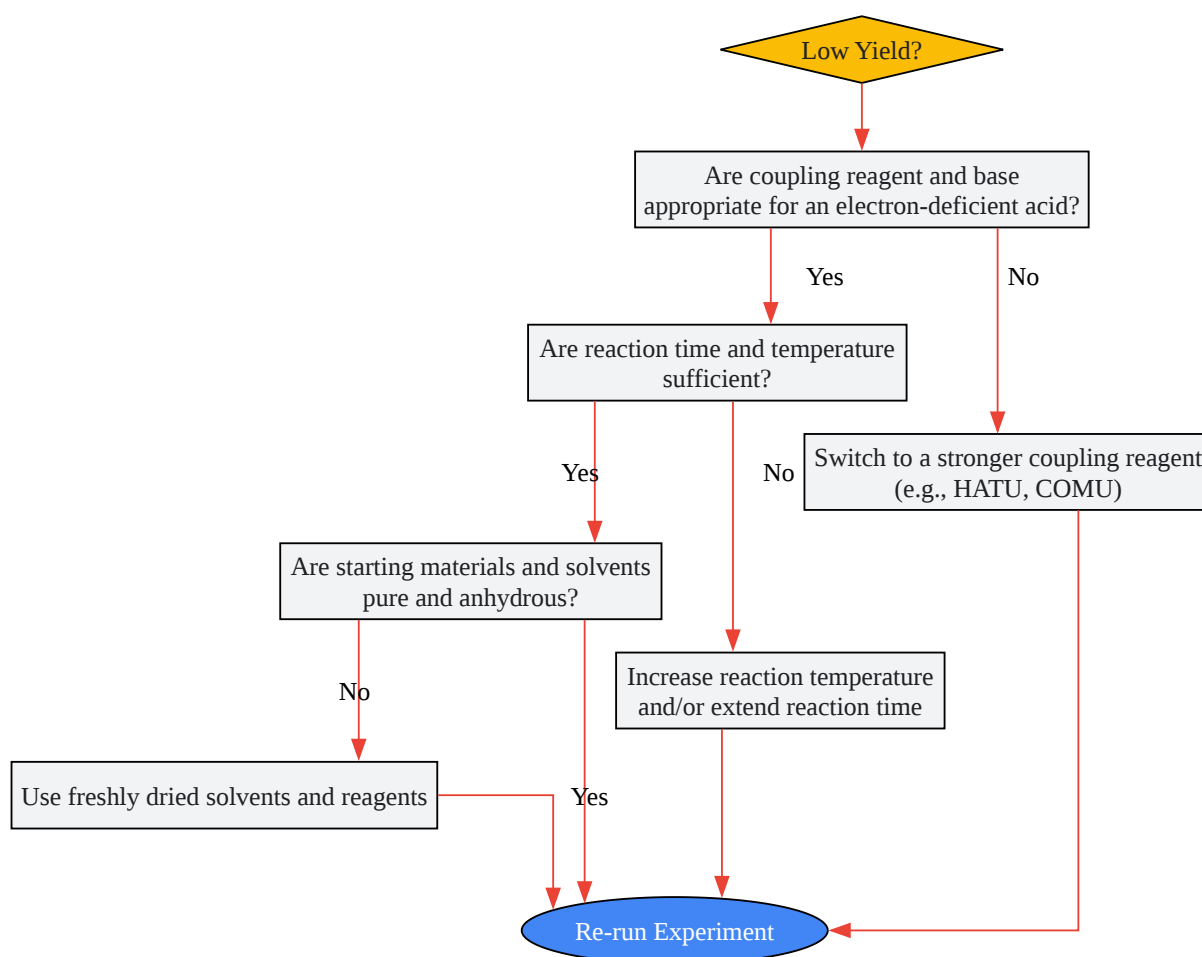 Low Yield?
Are coupling reagent and base
appropriate for an electron-deficient acid?
Yes
No
Are reaction time and temperature
sufficient?
Switch to a stronger coupling reagent
(e.g., HATU, COMU)
Yes
No
Are starting materials and solvents
pure and anhydrous?
Increase reaction temperature
and/or extend reaction time
No
Use freshly dried solvents and reagents
Yes
Re-run Experiment